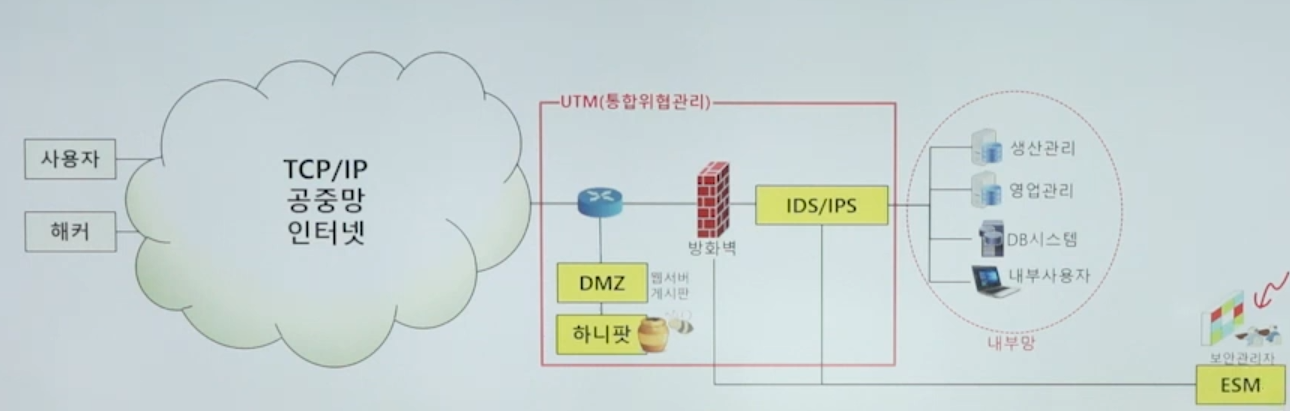 사용자
해커
TCP/IP
공중망
인터넷
UTM(통합위협관리)
방화벽
IDS/IPS
DMZ
웹서버
게시판
하니팟
생산관리
영업관리
DB시스템
내부사용자
내부망
보안관리자
ESM